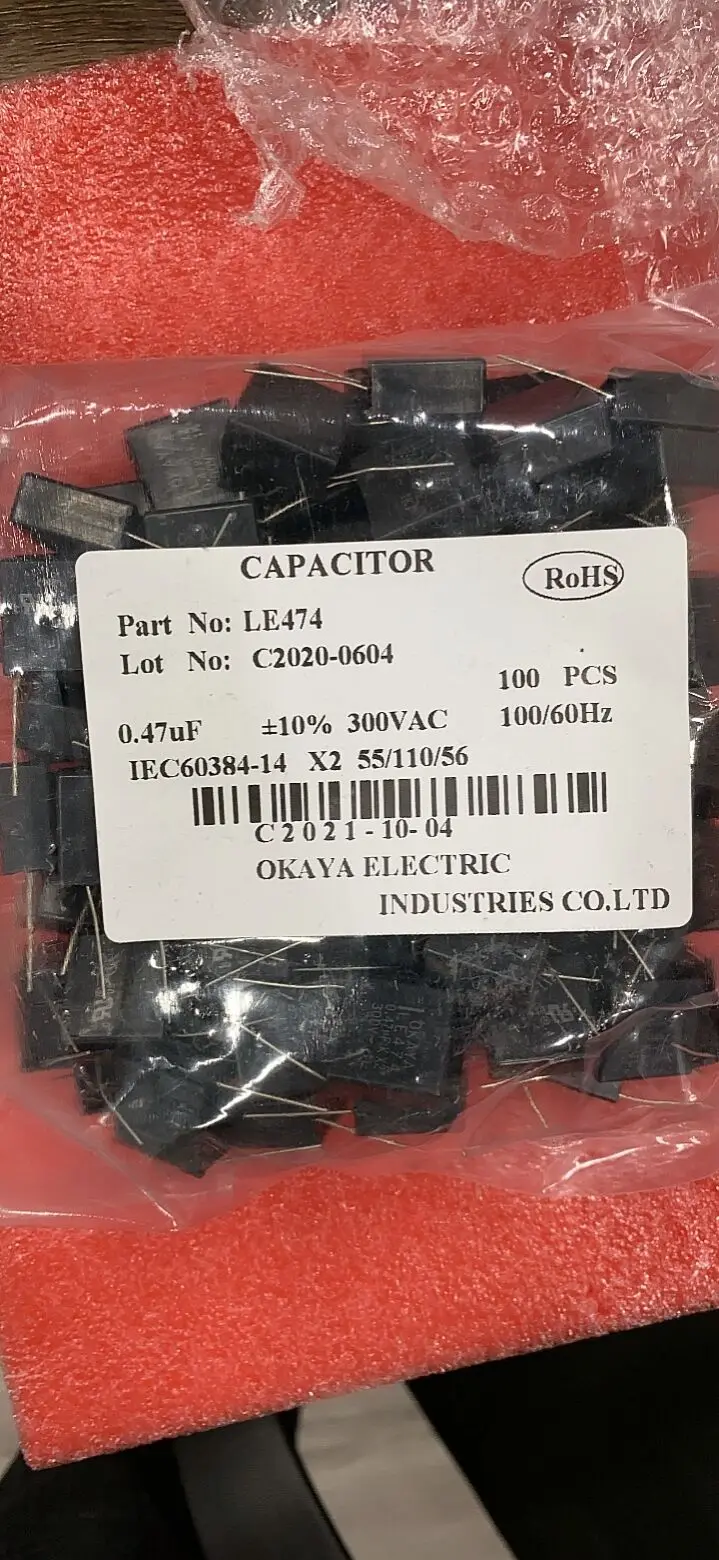 CAPACITOR
RoHS
Part No: LE474
Lot No: C2020-0604
100 PCS
0.47uF ±10% 300VAC 100/60Hz
IEC60384-14 X2 55/110/56
C2021-10-04
OKAYA ELECTRIC
INDUSTRIES CO.LTD
OKAYA